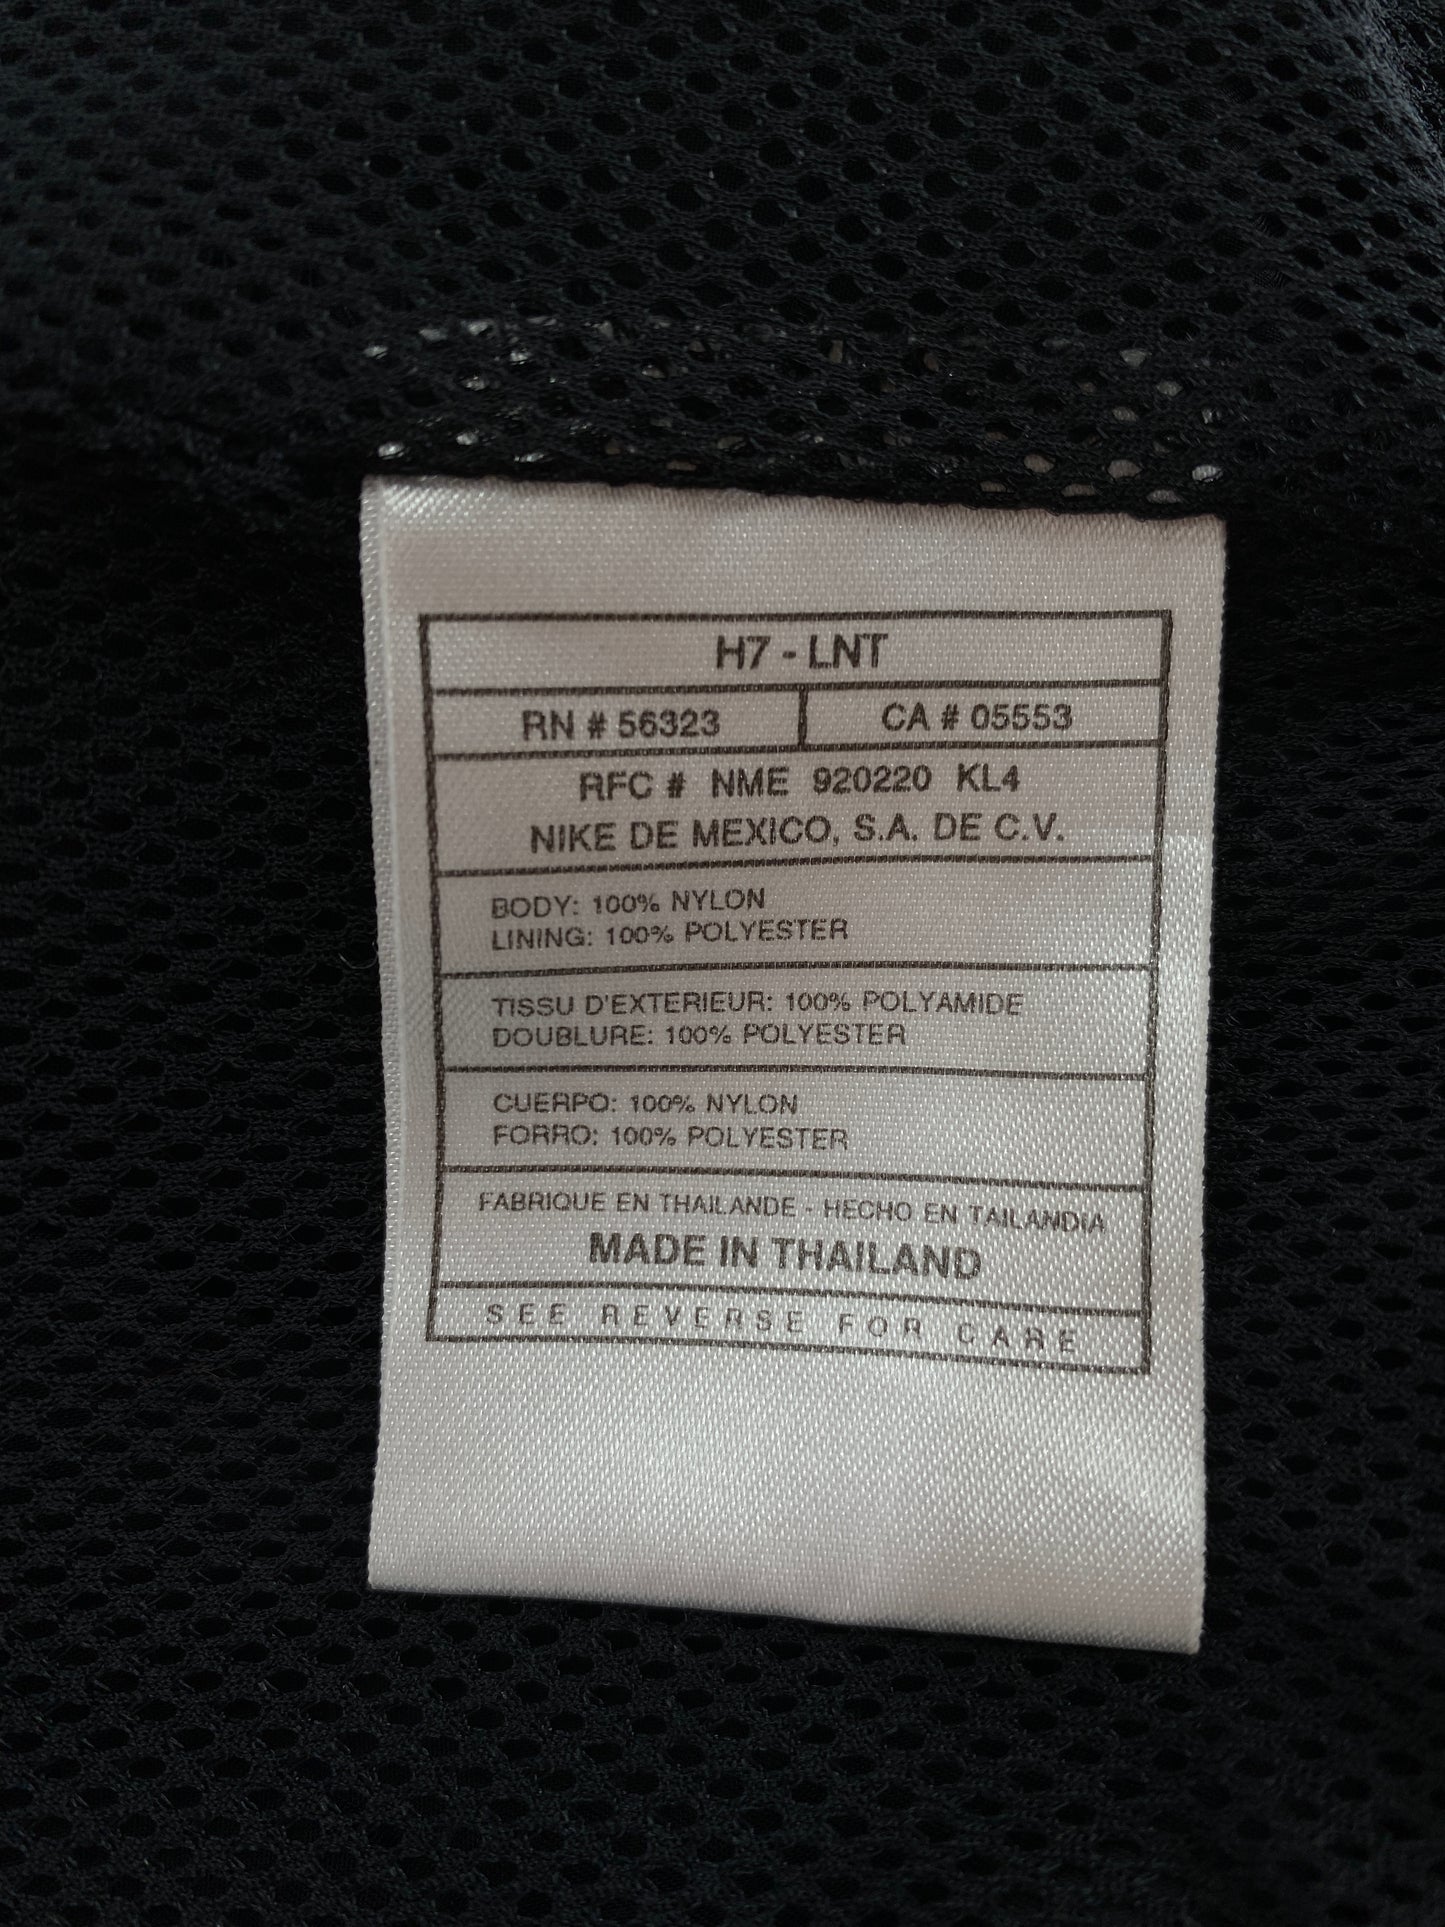 H7 - LNT
RN # 56323 CA # 05553
RFC # NME 920220 KL4
NIKE DE MEXICO, S.A. DE C.V.
BODY: 100% NYLON
LINING: 100% POLYESTER
TISSU D'EXTERIEUR: 100% POLYAMIDE
DOUBLURE: 100% POLYESTER
CUERPO: 100% NYLON
FORRO: 100% POLYESTER
FABRIQUE EN THAILANDE - HECHO EN TAILANDIA
MADE IN THAILAND
SEE REVERSE FOR CARE